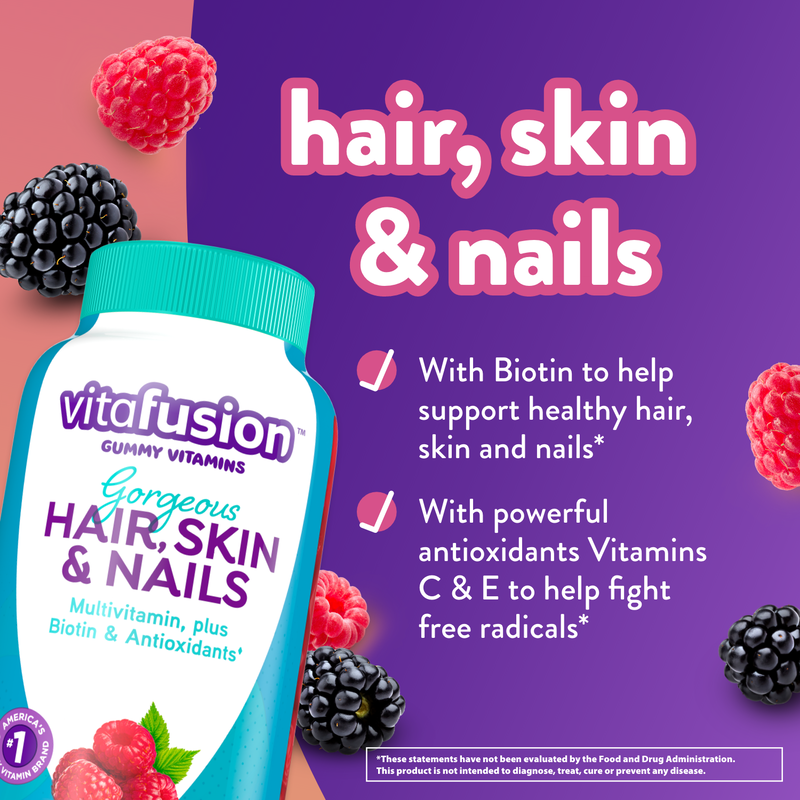 hair, skin
& nails
With Biotin to help
support healthy hair,
skin and nails*
With powerful
antioxidants Vitamins
C & E to help fight
free radicals*
vitafusion™
GUMMY VITAMINS
Gorgeous
HAIR, SKIN
& NAILS
Multivitamin, plus
Biotin & Antioxidants♦
AMERICA'S
#1
VITAMIN BRAND
*These statements have not been evaluated by the Food and Drug Administration.
This product is not intended to diagnose, treat, cure or prevent any disease.